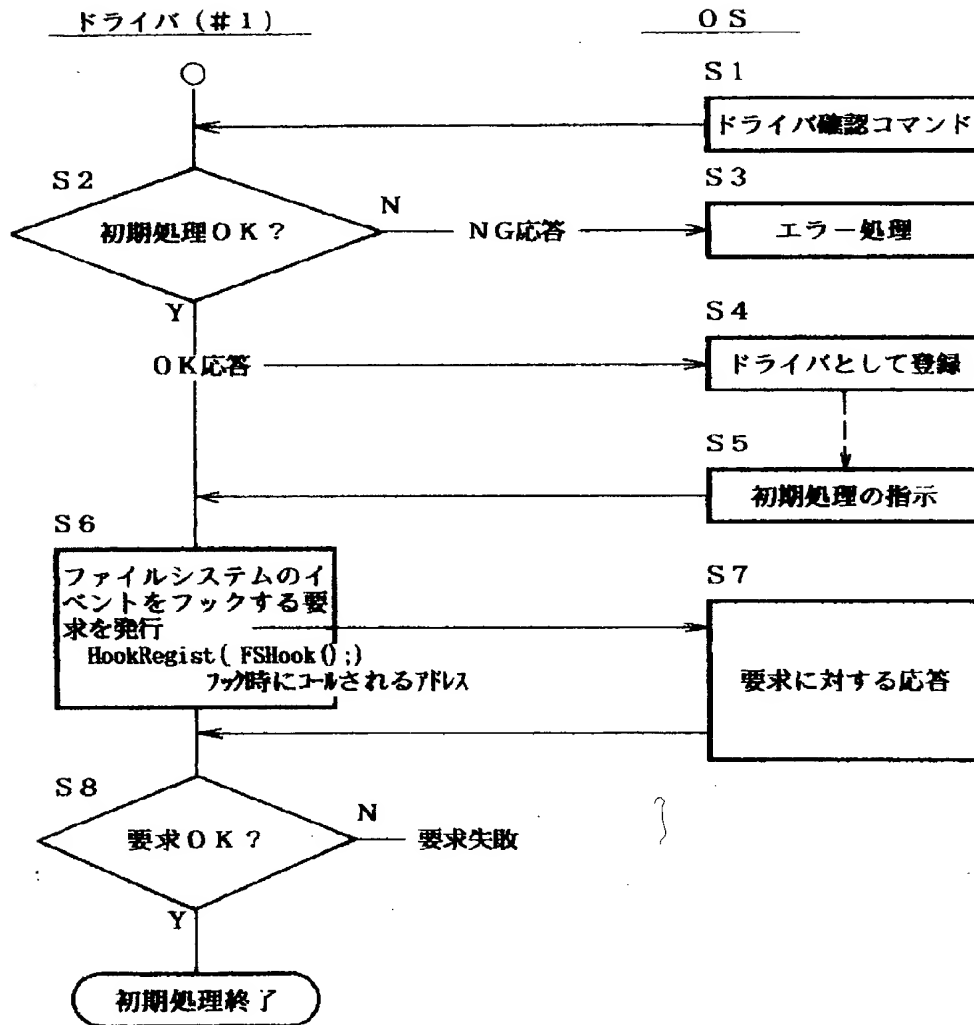 ドライバ(#1)
OS
S1
ドライバ確認コマンド
S2
初期処理OK?
N
NG応答
S3
エラー処理
Y
OK応答
S4
ドライバとして登録
S5
初期処理の指示
S6
ファイルシステムのイ
ベントをフックする要
求を発行
HookRegist( FSHook();)
フック時にコールされるアドレス
S7
要求に対する応答
S8
要求OK?
N
要求失敗
Y
初期処理終了